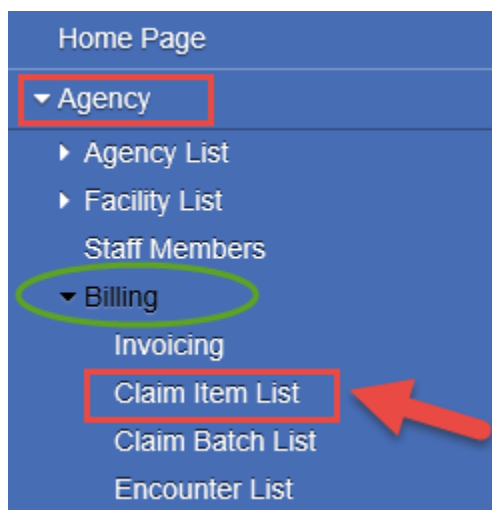 Home Page
Agency
Agency List
Facility List
Staff Members
Billing
Invoicing
Claim Item List
Claim Batch List
Encounter List